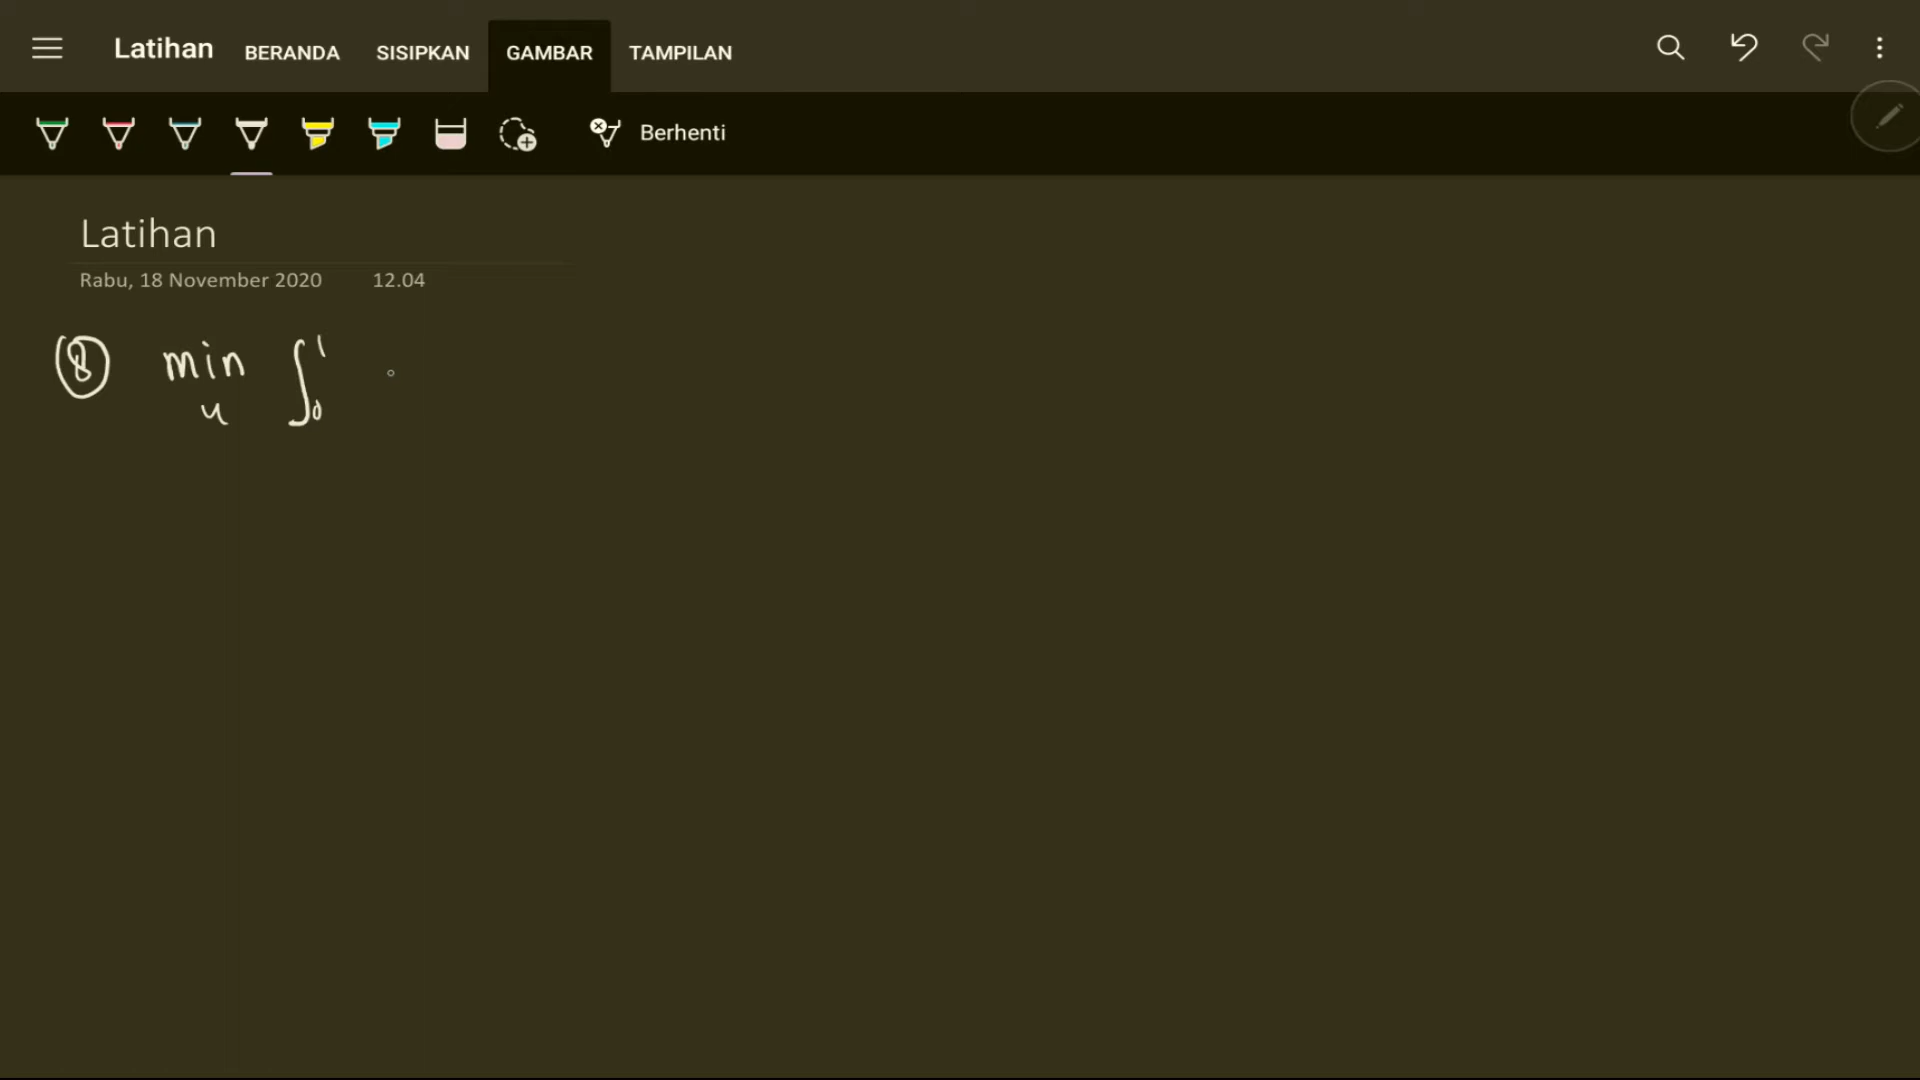 Latihan BERANDA SISIPKAN GAMBAR TAMPILAN
Berhenti
Latihan
Rabu, 18 November 2020 12.04
⑧ min ∫₀¹
u